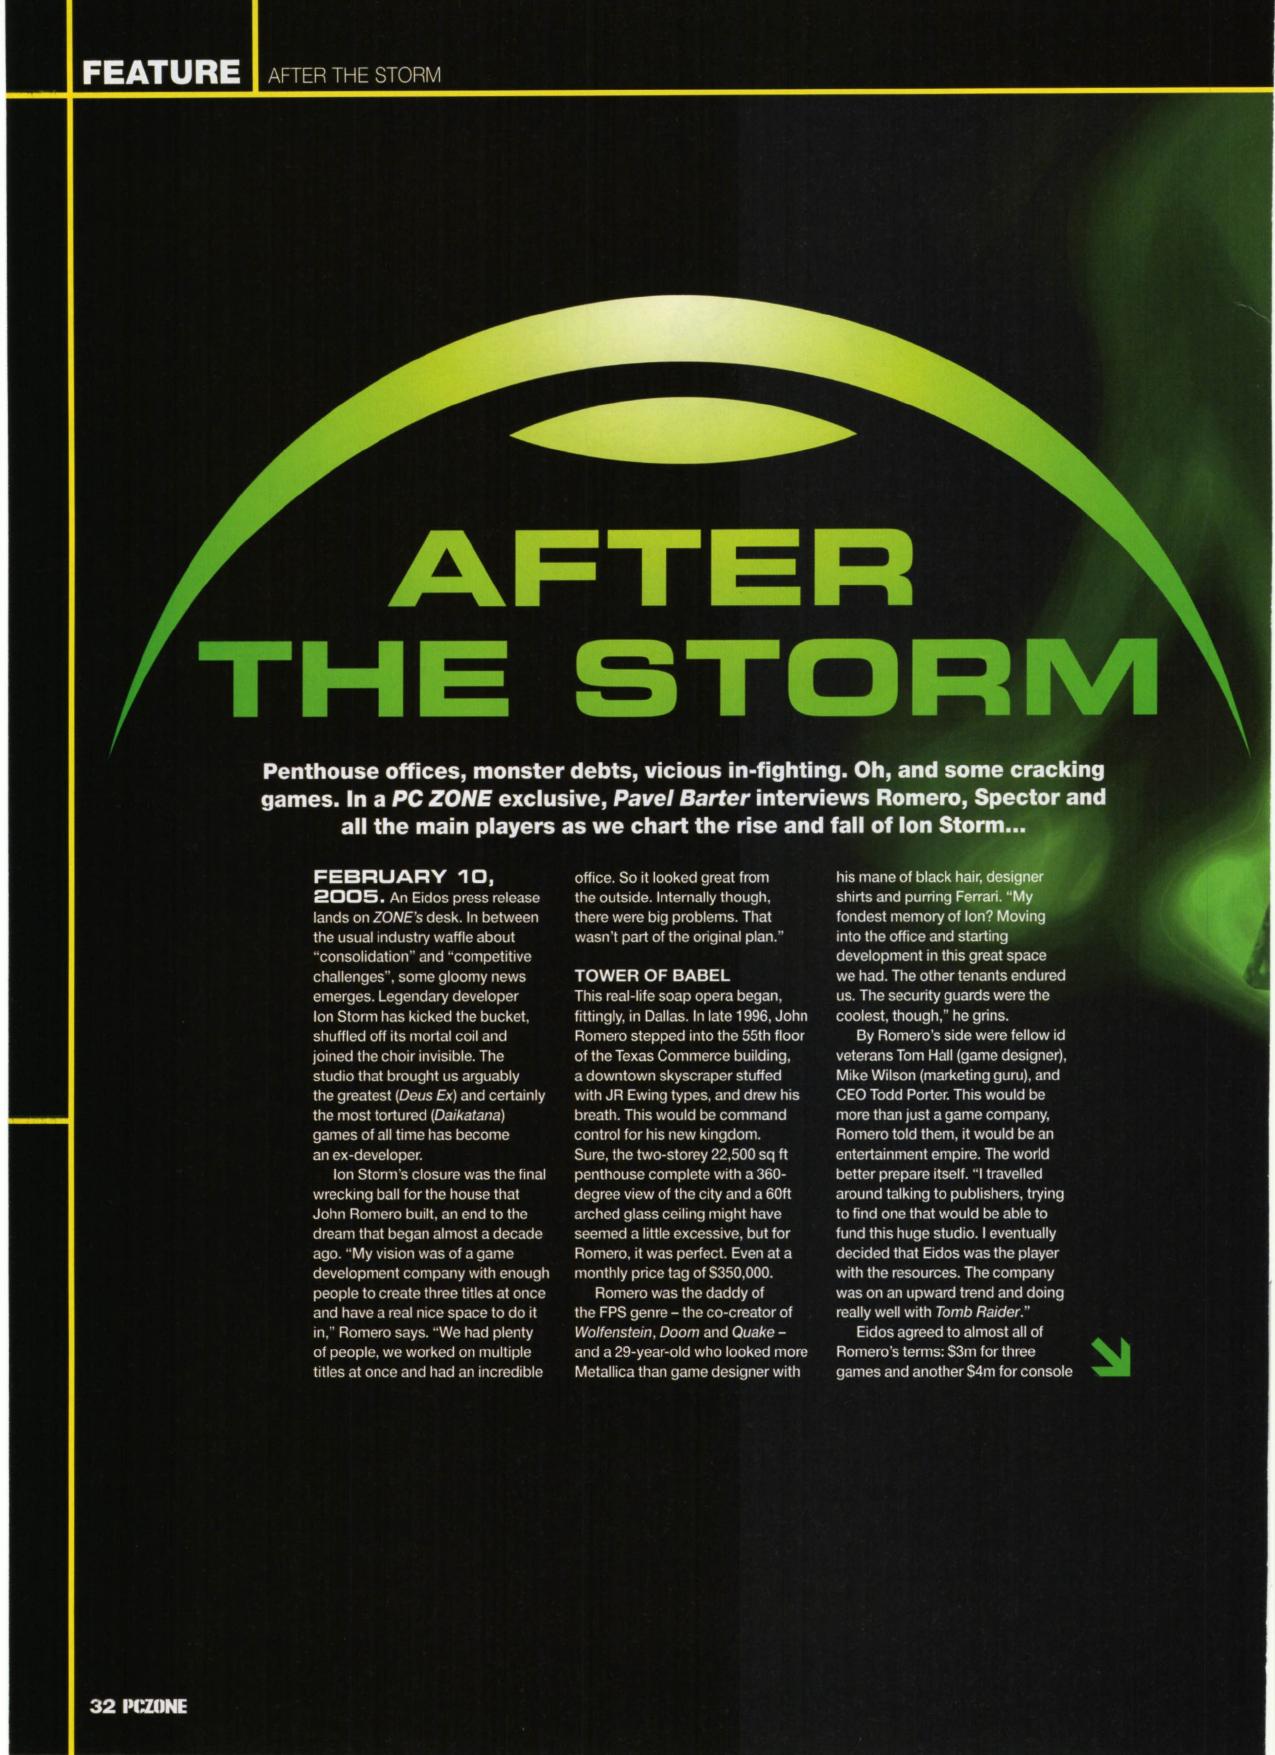 FEATURE
AFTER THE STORM
AFTER
THE STORM
Penthouse offices, monster debts, vicious in-fighting. Oh, and some cracking
games. In a PC ZONE exclusive, Pavel Barter interviews Romero, Spector and
all the main players as we chart the rise and fall of Ion Storm...
FEBRUARY 10,
2005. An Eidos press release
lands on ZONE's desk. In between
the usual industry waffle about
“consolidation” and “competitive
challenges”, some gloomy news
emerges. Legendary developer
Ion Storm has kicked the bucket,
shuffled off its mortal coil and
joined the choir invisible. The
studio that brought us arguably
the greatest (Deus Ex) and certainly
the most tortured (Daikatana)
games of all time has become
an ex-developer.
Ion Storm's closure was the final
wrecking ball for the house that
John Romero built, an end to the
dream that began almost a decade
ago. “My vision was of a game
development company with enough
people to create three titles at once
and have a real nice space to do it
in,” Romero says. “We had plenty
of people, we worked on multiple
titles at once and had an incredible
office. So it looked great from
the outside. Internally though,
there were big problems. That
wasn't part of the original plan.”
TOWER OF BABEL
This real-life soap opera began,
fittingly, in Dallas. In late 1996, John
Romero stepped into the 55th floor
of the Texas Commerce building,
a downtown skyscraper stuffed
with JR Ewing types, and drew his
breath. This would be command
control for his new kingdom.
Sure, the two-storey 22,500 sq ft
penthouse complete with a 360-
degree view of the city and a 60ft
arched glass ceiling might have
seemed a little excessive, but for
Romero, it was perfect. Even at a
monthly price tag of $350,000.
Romero was the daddy of
the FPS genre – the co-creator of
Wolfenstein, Doom and Quake –
and a 29-year-old who looked more
Metallica than game designer with
his mane of black hair, designer
shirts and purring Ferrari. “My
fondest memory of Ion? Moving
into the office and starting
development in this great space
we had. The other tenants endured
us. The security guards were the
coolest, though,” he grins.
By Romero's side were fellow id
veterans Tom Hall (game designer),
Mike Wilson (marketing guru), and
CEO Todd Porter. This would be
more than just a game company,
Romero told them, it would be an
entertainment empire. The world
better prepare itself. “I travelled
around talking to publishers, trying
to find one that would be able to
fund this huge studio. I eventually
decided that Eidos was the player
with the resources. The company
was on an upward trend and doing
really well with Tomb Raider.”
Eidos agreed to almost all of
Romero's terms: $3m for three
games and another $4m for console
32 PCZONE